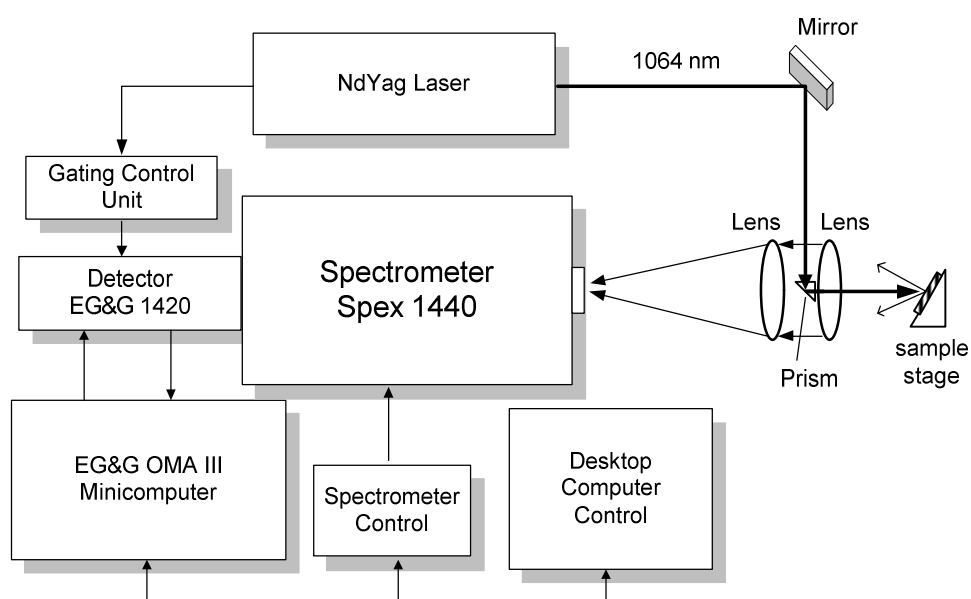 Mirror
1064 nm
NdYag Laser
Gating Control
Unit
Lens
Lens
Detector
EG&G 1420
Spectrometer
Spex 1440
Prism
sample
stage
EG&G OMA III
Minicomputer
Spectrometer
Control
Desktop
Computer
Control